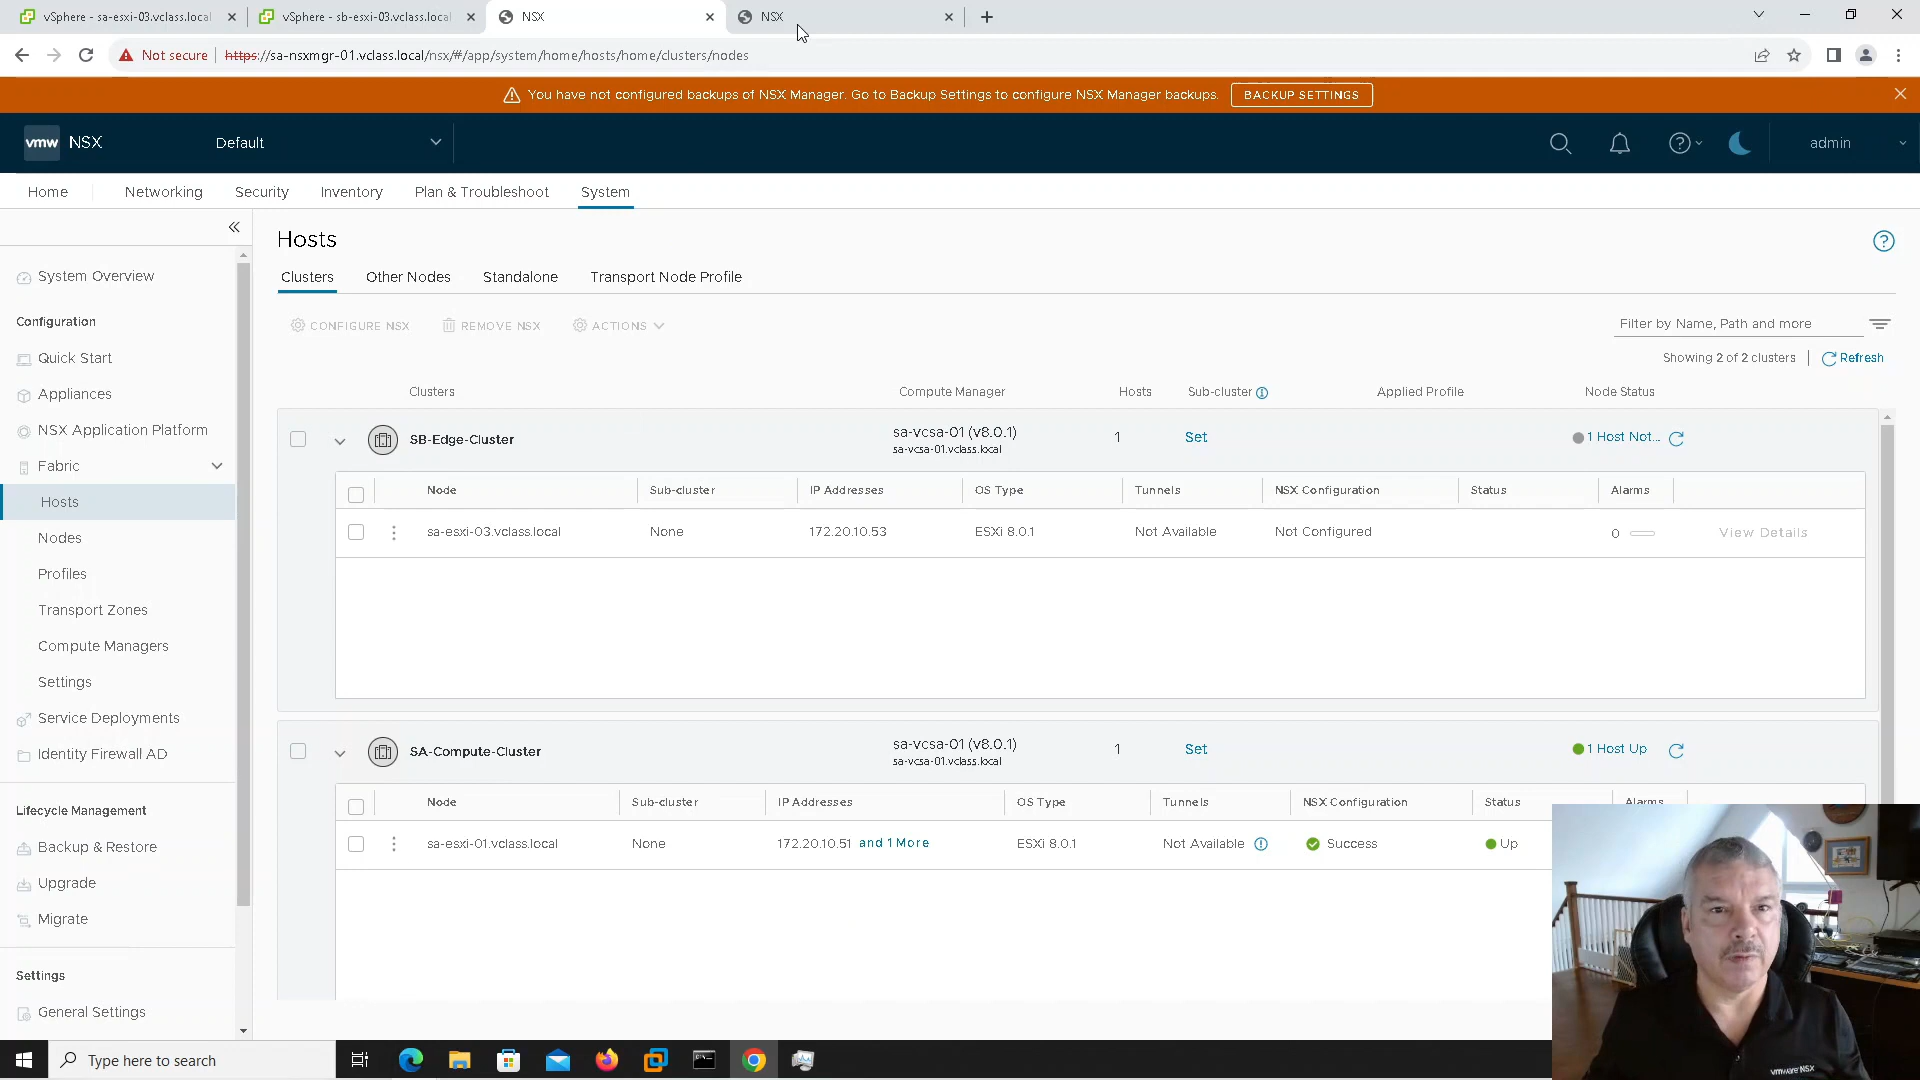 vSphere - sa-esxi-03.vclass.local
vSphere - sb-esxi-03.vclass.local
NSX
NSX
Not secure
https://sa-nsxmgr-01.vclass.local/nsx/#/app/system/home/hosts/home/clusters/nodes
You have not configured backups of NSX Manager. Go to Backup Settings to configure NSX Manager backups.
BACKUP SETTINGS
vmw NSX
Default
admin
Home
Networking
Security
Inventory
Plan & Troubleshoot
System
System Overview
Configuration
Quick Start
Appliances
NSX Application Platform
Fabric
Hosts
Nodes
Profiles
Transport Zones
Compute Managers
Settings
Service Deployments
Identity Firewall AD
Lifecycle Management
Backup & Restore
Upgrade
Migrate
Settings
General Settings
Hosts
Clusters
Other Nodes
Standalone
Transport Node Profile
CONFIGURE NSX
REMOVE NSX
ACTIONS
Filter by Name, Path and more
Showing 2 of 2 clusters
Refresh
Clusters Compute Manager Hosts Sub-cluster Applied Profile Node Status
SB-Edge-Cluster sa-vcsa-01 (v8.0.1) 1 Set 1 Host Not...
sa-vcsa-01.vclass.local
Node Sub-cluster IP Addresses OS Type Tunnels NSX Configuration Status Alarms
sa-esxi-03.vclass.local None 172.20.10.53 ESXi 8.0.1 Not Available Not Configured 0 View Details
SA-Compute-Cluster sa-vcsa-01 (v8.0.1) 1 Set 1 Host Up
sa-vcsa-01.vclass.local
Node Sub-cluster IP Addresses OS Type Tunnels NSX Configuration Status Alarms
sa-esxi-01.vclass.local None 172.20.10.51 and 1 More ESXi 8.0.1 Not Available Success Up
vmware NSX
Type here to search